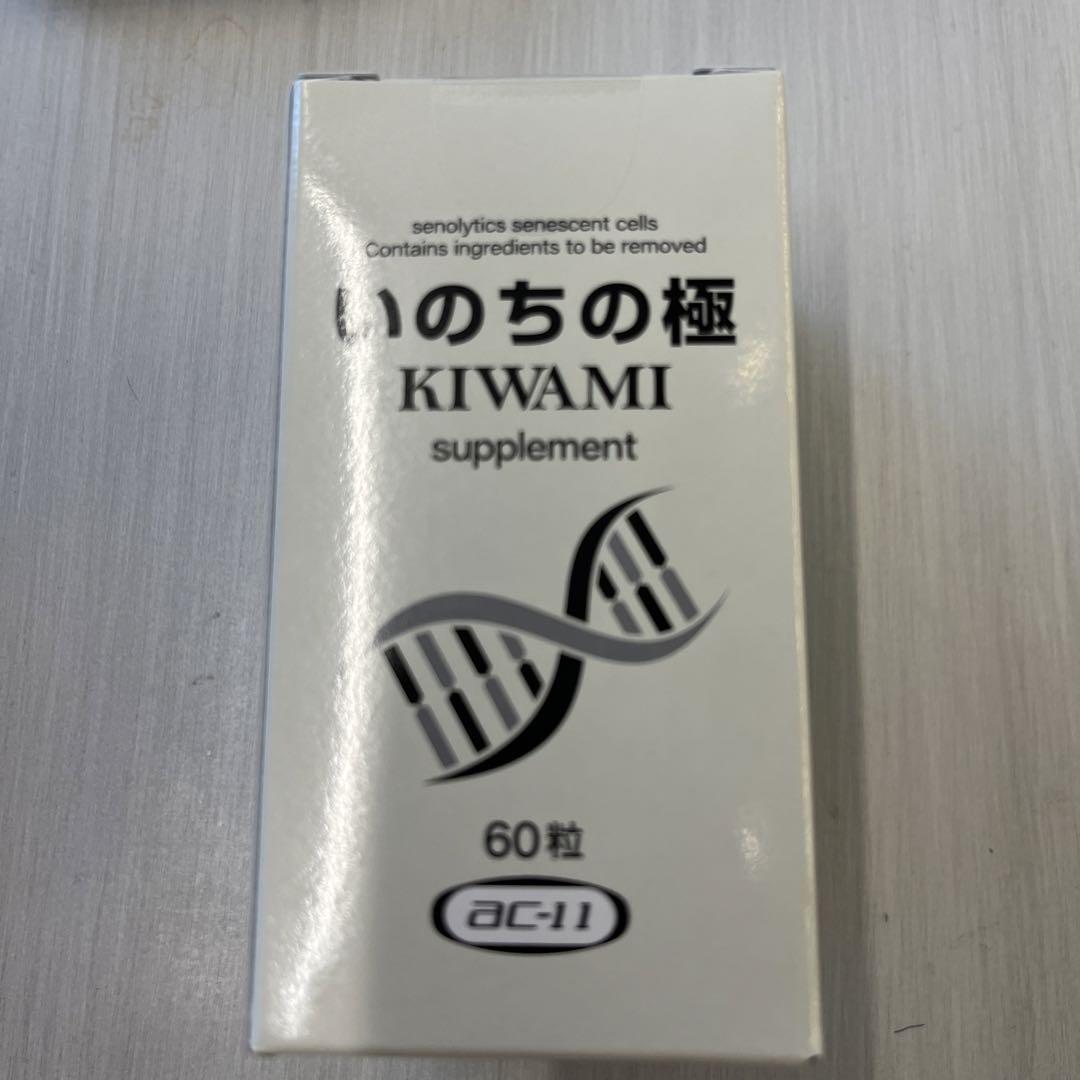 senolytics senescent cells
Contains ingredients to be removed
いのちの極
KIWAMI
supplement
60粒
ac-11